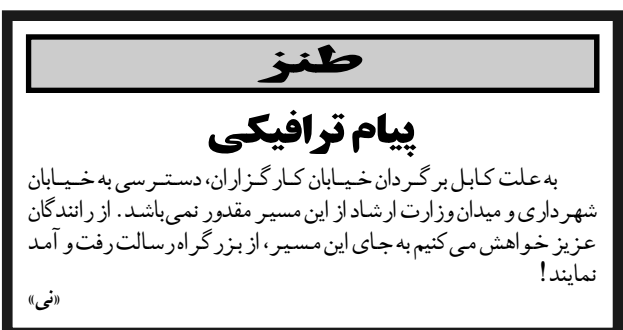 طنز
پیام ترافیکی
به علت کابل برگردان خیابان کارگزاران، دسترسی به خیابان
شهرداری و میدان وزارت ارشاد از این مسیر مقدور نمی‌باشد. از رانندگان
عزیز خواهش می‌کنیم به جای این مسیر، از بزرگراه رسالت رفت و آمد
نمایند!
«نی»